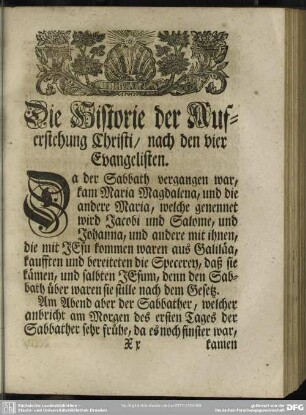 Die Historie der Auf-
erstehung Christi/ nach den vier
Evangelisten.
Da der Sabbath vergangen war,
kam Maria Magdalena, und die
andere Maria, welche genennet
wird Jacobi und Salome, und
Johanna, und andere mit ihnen,
die mit JEsu kommen waren aus Galiläa,
kaufften und bereiteten die Specerey, daß sie
kämen, und salbten JEsum, denn den Sab-
bath über waren sie stille nach dem Gesetz.
Am Abend aber der Sabbather, welcher
anbricht am Morgen des ersten Tages der
Sabbather sehr frühe, da es noch finster war,
Xx kamen